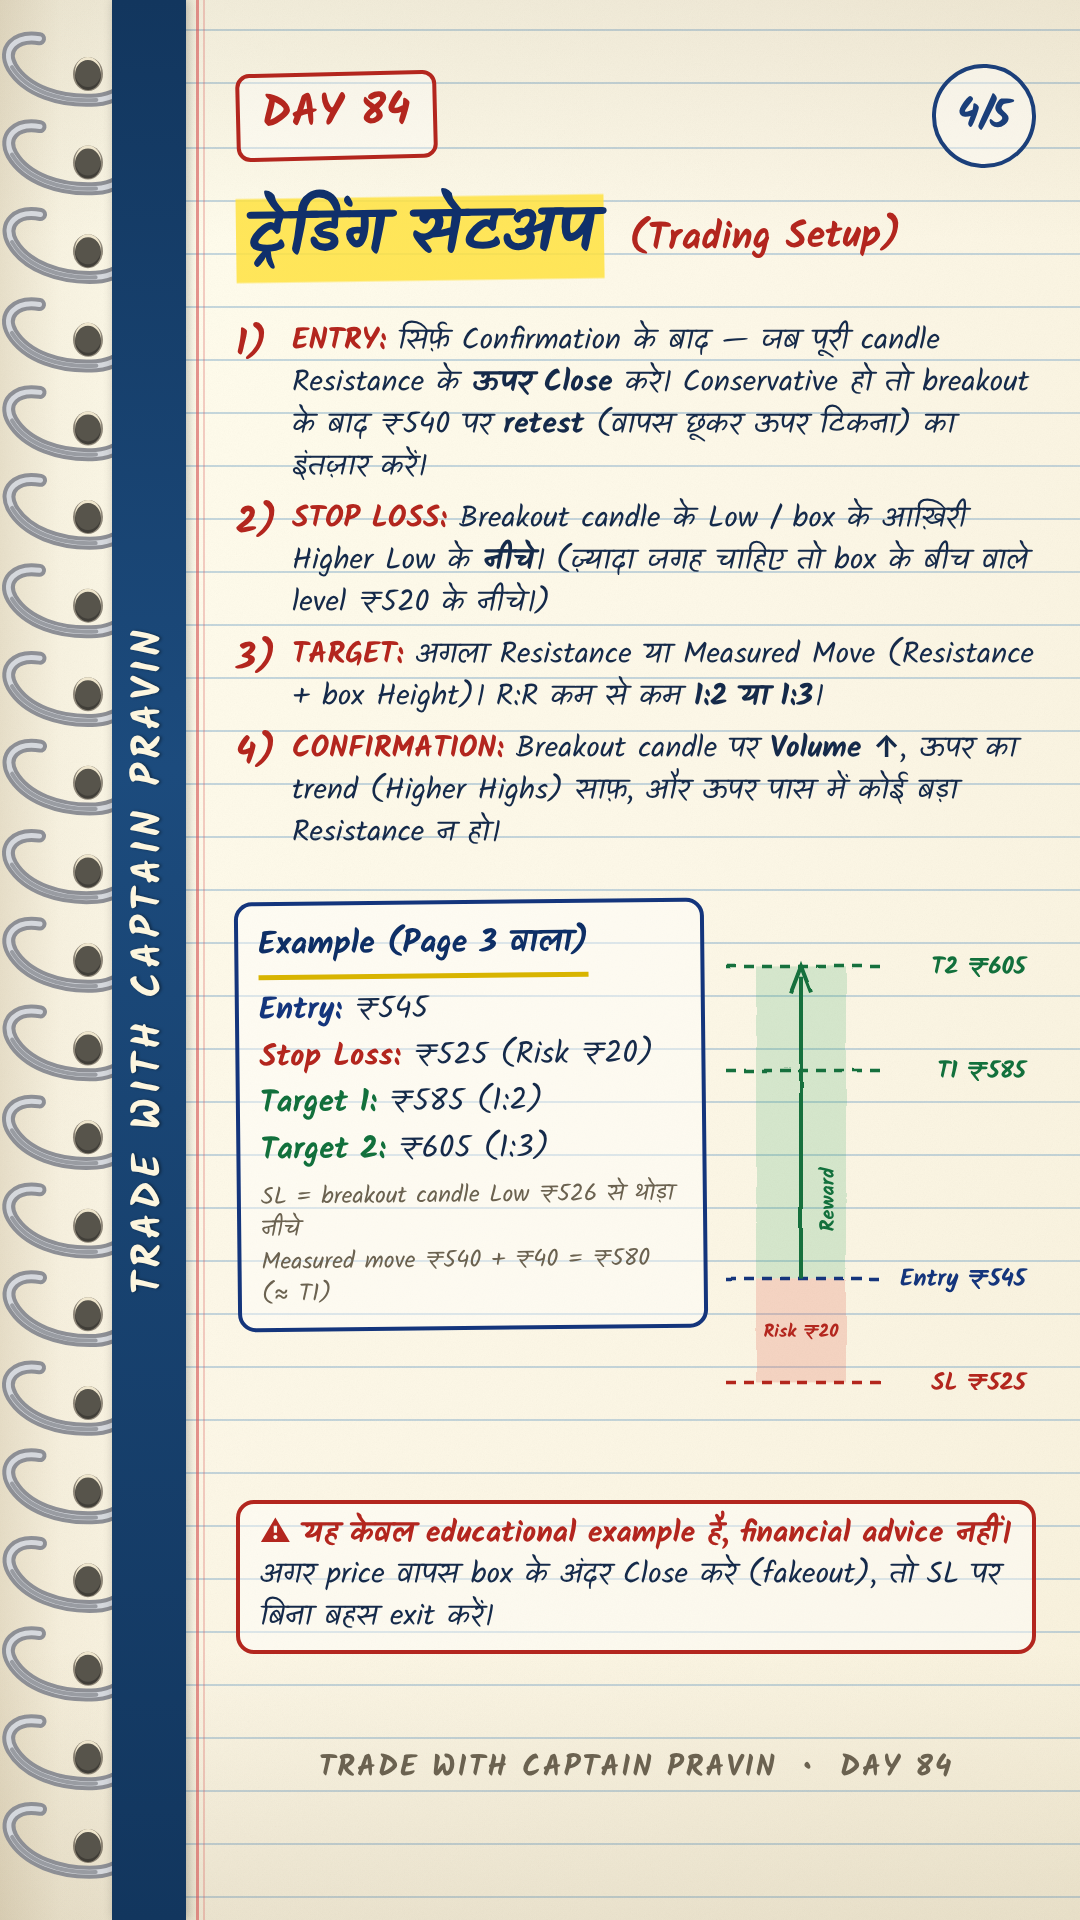 DAY 84
4/5
ट्रेडिंग सेटअप (Trading Setup)
1) ENTRY: सिर्फ़ Confirmation के बाद — जब पूरी candle
Resistance के ऊपर Close करे। Conservative हो तो breakout
के बाद ₹540 पर retest (वापस छूकर ऊपर टिकना) का
इंतज़ार करें।
2) STOP LOSS: Breakout candle के Low / box के आख़िरी
Higher Low के नीचे। (ज़्यादा जगह चाहिए तो box के बीच वाले
level ₹520 के नीचे।)
3) TARGET: अगला Resistance या Measured Move (Resistance
+ box Height)। R:R कम से कम 1:2 या 1:3।
4) CONFIRMATION: Breakout candle पर Volume ↑, ऊपर का
trend (Higher Highs) साफ़, और ऊपर पास में कोई बड़ा
Resistance न हो।
Example (Page 3 वाला)
Entry: ₹545
Stop Loss: ₹525 (Risk ₹20)
Target 1: ₹585 (1:2)
Target 2: ₹605 (1:3)
SL = breakout candle Low ₹526 से थोड़ा
नीचे
Measured move ₹540 + ₹40 = ₹580
(≈ T1)
T2 ₹605
T1 ₹585
Reward
Entry ₹545
Risk ₹20
SL ₹525
⚠ यह केवल educational example है, financial advice नहीं।
अगर price वापस box के अंदर Close करे (fakeout), तो SL पर
बिना बहस exit करें।
TRADE WITH CAPTAIN PRAVIN · DAY 84
TRADE WITH CAPTAIN PRAVIN